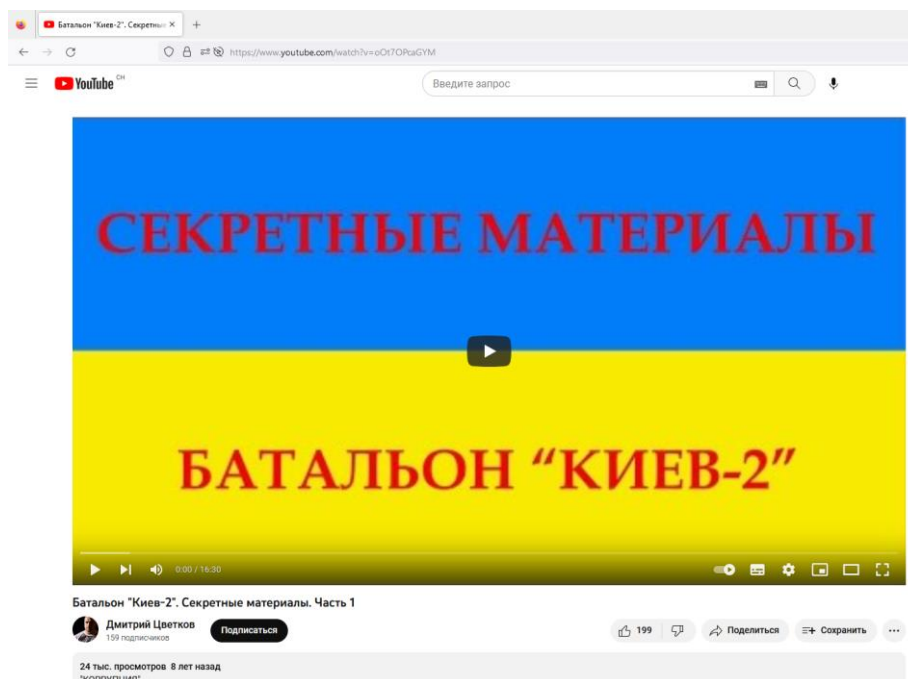 Батальон "Киев-2". Секретные
https://www.youtube.com/watch?v=oOt7OPcaGYM
YouTube CH
Введите запрос
СЕКРЕТНЫЕ МАТЕРИАЛЫ
БАТАЛЬОН “КИЕВ-2”
0:00 / 16:30
Батальон "Киев-2". Секретные материалы. Часть 1
Дмитрий Цветков
159 подписчиков
Подписаться
199
Поделиться
Сохранить
24 тыс. просмотров 8 лет назад
"КОРРУПЦИЯ"